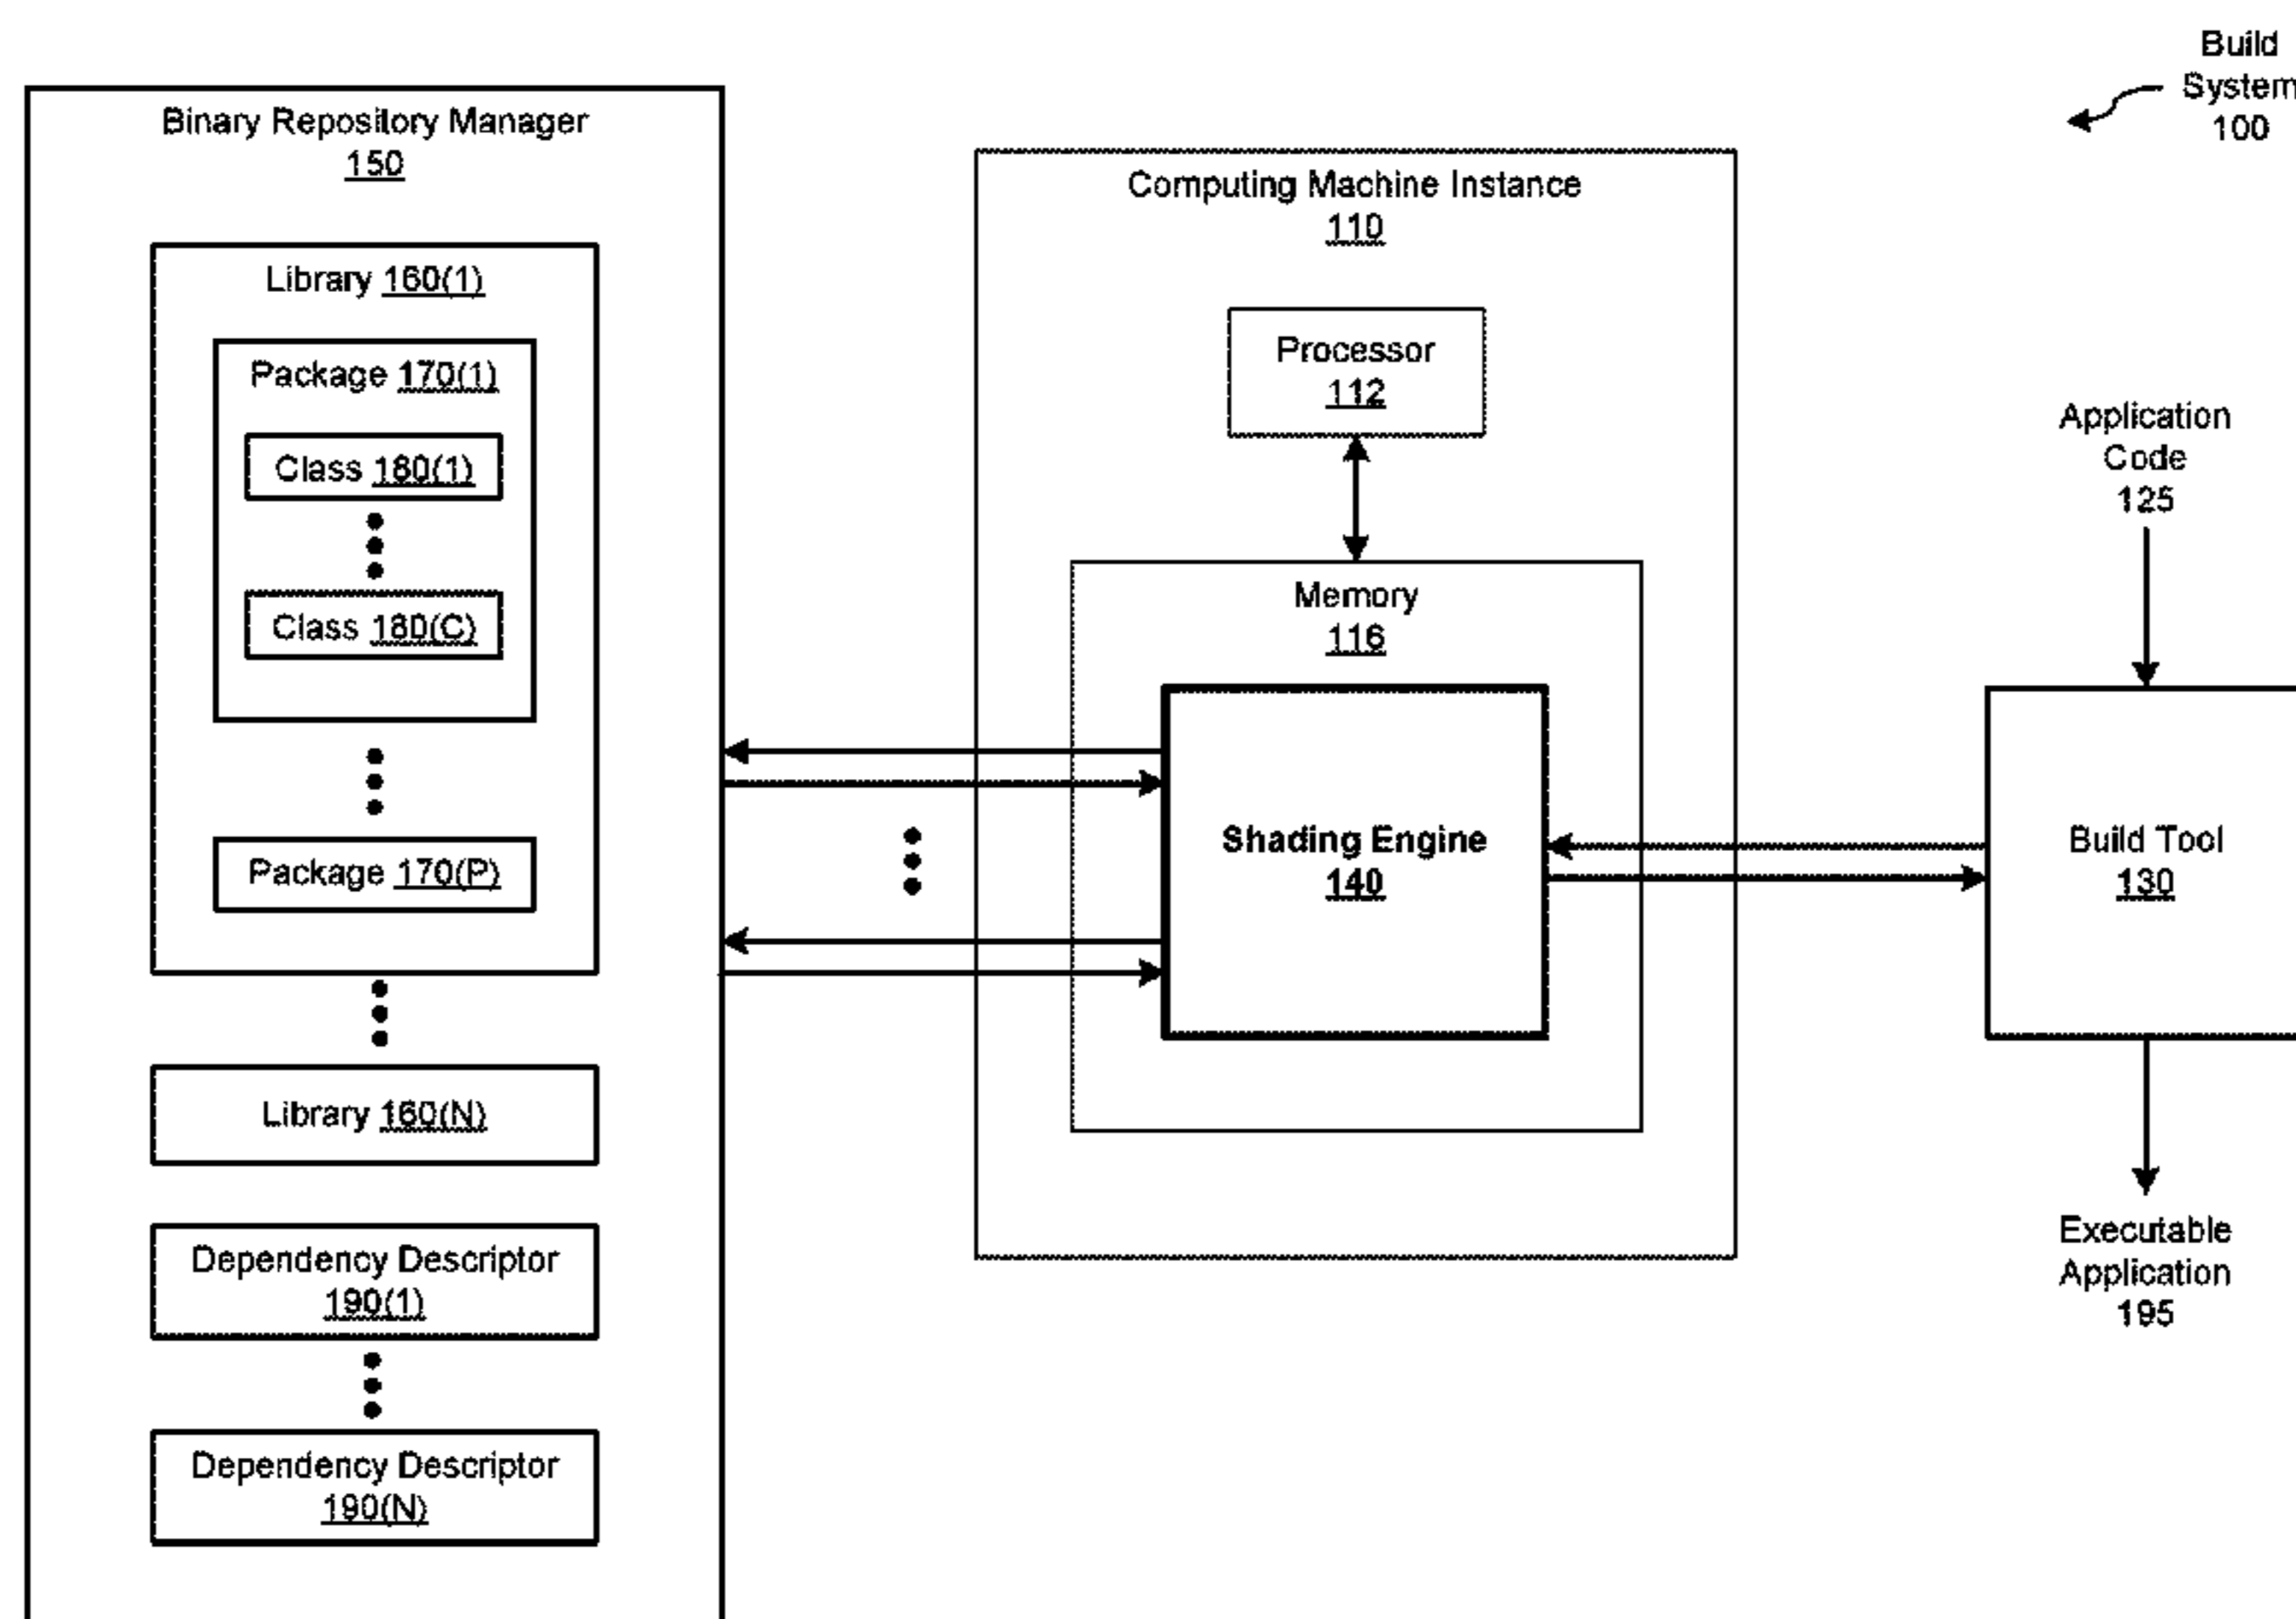 Build
System
100
Binary Repository Manager
150
Library 160(1)
Package 170(1)
Class 180(1)
Class 180(C)
Package 170(P)
Library 160(N)
Dependency Descriptor
190(1)
Dependency Descriptor
190(N)
Computing Machine Instance
110
Processor
112
Memory
116
Shading Engine
140
Application
Code
125
Build Tool
130
Executable
Application
195